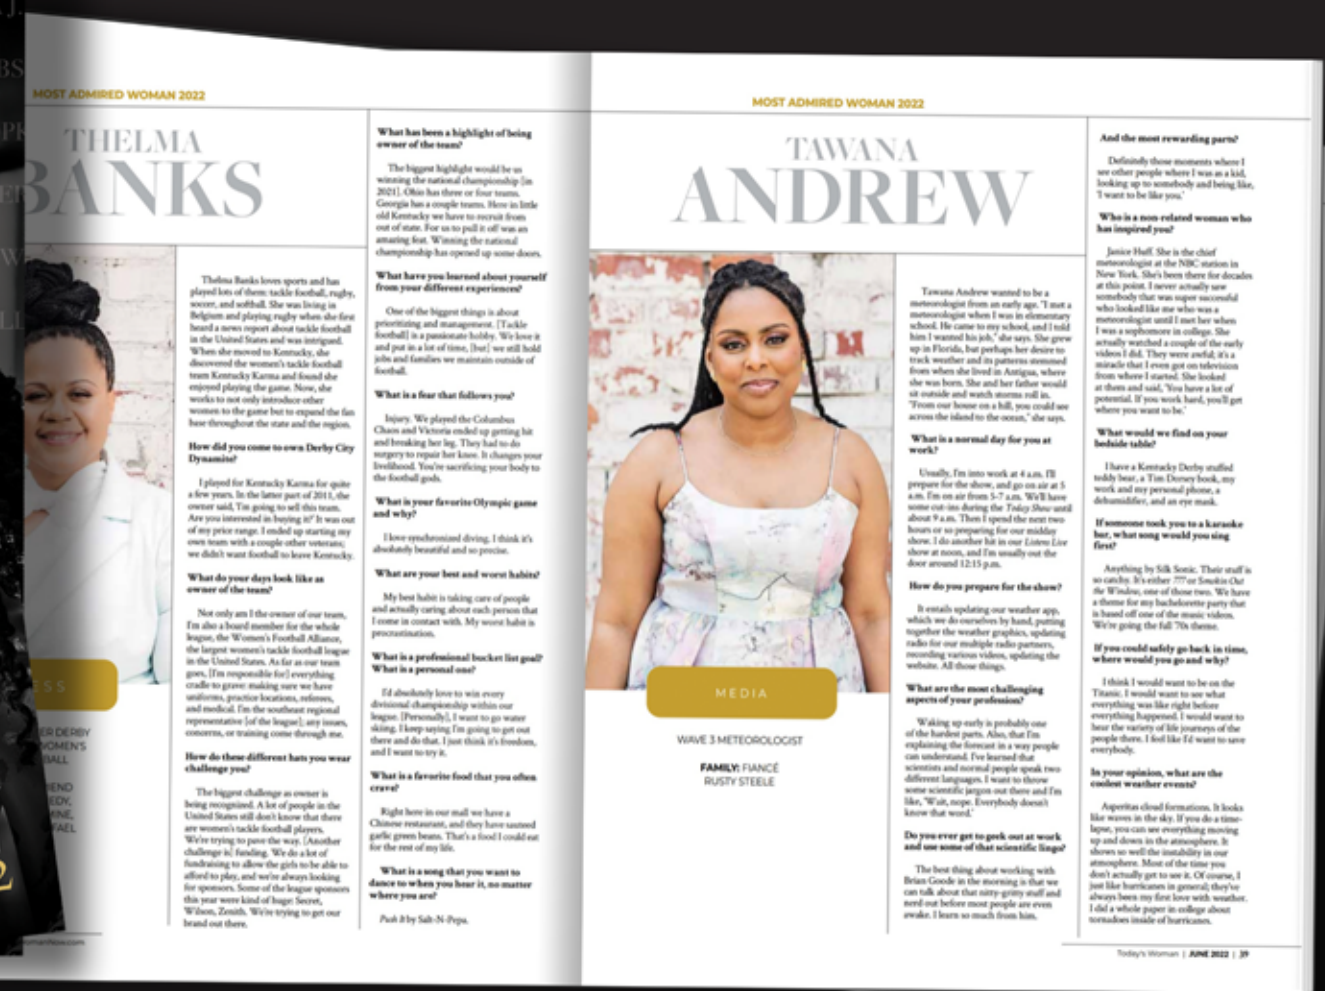 MOST ADMIRED WOMAN 2022
THELMA
BANKS
Thelma Banks loves sports and has
played lots of them: tackle football, rugby,
soccer, and softball. She was living in
Belgium and playing rugby when she first
heard a news report about tackle football
in the United States and was intrigued.
When she moved to Kentucky, she
discovered the women's tackle football
team Kentucky Karma and found she
enjoyed playing the game. Now, she
works to not only introduce other
women to the game but to expand the fan
base throughout the state and the region.
How did you come to own Derby City
Dynamite?
I played for Kentucky Karma for quite
a few years. In the latter part of 2011, the
owner said, 'I'm going to sell this team.
Are you interested in buying it?' It was out
of my price range. I ended up starting my
own team with a couple other veterans;
we didn't want football to leave Kentucky.
What do your days look like as
owner of the team?
Not only am I the owner of our team,
I'm also a board member for the whole
league, the Women's Football Alliance,
the largest women's tackle football league
in the United States. As far as our team
goes, [I'm responsible for] everything
cradle to grave: making sure we have
uniforms, practice locations, referees,
and medical. I'm the southeast regional
representative [of the league]; any issues,
concerns, or training come through me.
How do these different hats you wear
challenge you?
The biggest challenge as owner is
being recognized. A lot of people in the
United States still don't know that there
are women's tackle football players.
We're trying to pave the way. [Another
challenge is] funding. We do a lot of
fundraising to allow the girls to be able to
afford to play, and we're always looking
for sponsors. Some of the league sponsors
this year were kind of huge: Secret,
Wilson, Zenith. We're trying to get our
brand out there.
What has been a highlight of being
owner of the team?
The biggest highlight would be us
winning the national championship [in
2021]. Ohio has three or four teams.
Georgia has a couple teams. Here in little
old Kentucky we have to recruit from
out of state. For us to pull it off was an
amazing feat. Winning the national
championship has opened up some doors.
What have you learned about yourself
from your different experiences?
One of the biggest things is about
prioritizing and management. [Tackle
football] is a passionate hobby. We love it
and put in a lot of time, [but] we still hold
jobs and families we maintain outside of
football.
What is a fear that follows you?
Injury. We played the Columbus
Chaos and Victoria ended up getting hit
and breaking her leg. They had to do
surgery to repair her knee. It changes your
livelihood. You're sacrificing your body to
the football gods.
What is your favorite Olympic game
and why?
I love synchronized diving. I think it's
absolutely beautiful and so precise.
What are your best and worst habits?
My best habit is taking care of people
and actually caring about each person that
I come in contact with. My worst habit is
procrastination.
What is a professional bucket list goal?
What is a personal one?
I'd absolutely love to win every
divisional championship within our
league. [Personally], I want to go water
skiing. I keep saying I'm going to get out
there and do that. I just think it's freedom,
and I want to try it.
What is a favorite food that you often
crave?
Right here in our mall we have a
Chinese restaurant, and they have sauteed
garlic green beans. That's a food I could eat
for the rest of my life.
What is a song that you want to
dance to when you hear it, no matter
where you are?
Push It by Salt-N-Pepa.
MOST ADMIRED WOMAN 2022
TAWANA
ANDREW
MEDIA
WAVE 3 METEOROLOGIST
FAMILY: FIANCÉ
RUSTY STEELE
Tawana Andrew wanted to be a
meteorologist from an early age. "I met a
meteorologist when I was in elementary
school. He came to my school, and I told
him I wanted his job," she says. She grew
up in Florida, but perhaps her desire to
track weather and its patterns stemmed
from when she lived in Antigua, where
she was born. She and her father would
sit outside and watch storms roll in.
"From our house on a hill, you could see
across the island to the ocean," she says.
What is a normal day for you at
work?
Usually, I'm into work at 4 a.m. I'll
prepare for the show, and go on air at 5
a.m. I'm on air from 5-7 a.m. We'll have
some cut-ins during the Today Show until
about 9 a.m. Then I spend the next two
hours or so preparing for our midday
show. I do another hit in our Listens Live
show at noon, and I'm usually out the
door around 12:15 p.m.
How do you prepare for the show?
It entails updating our weather app,
which we do ourselves by hand, putting
together the weather graphics, updating
radio for our multiple radio partners,
recording various videos, updating the
website. All those things.
What are the most challenging
aspects of your profession?
Waking up early is probably one
of the hardest parts. Also, that I'm
explaining the forecast in a way people
can understand. I've learned that
scientists and normal people speak two
different languages. I want to throw
some scientific jargon out there and I'm
like, 'Wait, nope. Everybody doesn't
know that word.'
Do you ever get to geek out at work
and use some of that scientific lingo?
The best thing about working with
Brian Goode in the morning is that we
can talk about that nitty-gritty stuff and
nerd out before most people are even
awake. I learn so much from him.
And the most rewarding parts?
Definitely those moments where I
see other people where I was as a kid,
looking up to somebody and being like,
'I want to be like you.'
Who is a non-related woman who
has inspired you?
Janice Huff. She is the chief
meteorologist at the NBC station in
New York. She's been there for decades
at this point. I never actually saw
somebody that was super successful
who looked like me who was a
meteorologist until I met her when
I was a sophomore in college. She
actually watched a couple of the early
videos I did. They were awful; it's a
miracle that I even got on television
from where I started. She looked
at them and said, 'You have a lot of
potential. If you work hard, you'll get
where you want to be.'
What would we find on your
bedside table?
I have a Kentucky Derby stuffed
teddy bear, a Tim Dorsey book, my
work and my personal phone, a
dehumidifier, and an eye mask.
If someone took you to a karaoke
bar, what song would you sing
first?
Anything by Silk Sonic. Their stuff is
so catchy. It's either 777 or Smokin Out
the Window, one of those two. We have
a theme for my bachelorette party that
is based off one of the music videos.
We're going the full '70s theme.
If you could safely go back in time,
where would you go and why?
I think I would want to be on the
Titanic. I would want to see what
everything was like right before
everything happened. I would want to
hear the variety of life journeys of the
people there. I feel like I'd want to save
everybody.
In your opinion, what are the
coolest weather events?
Asperitas cloud formations. It looks
like waves in the sky. If you do a time-
lapse, you can see everything moving
up and down in the atmosphere. It
shows so well the instability in our
atmosphere. Most of the time you
don't actually get to see it. Of course, I
just like hurricanes in general; they've
always been my first love with weather.
I did a whole paper in college about
tornadoes inside of hurricanes.
Today's Woman | JUNE 2022 | 39